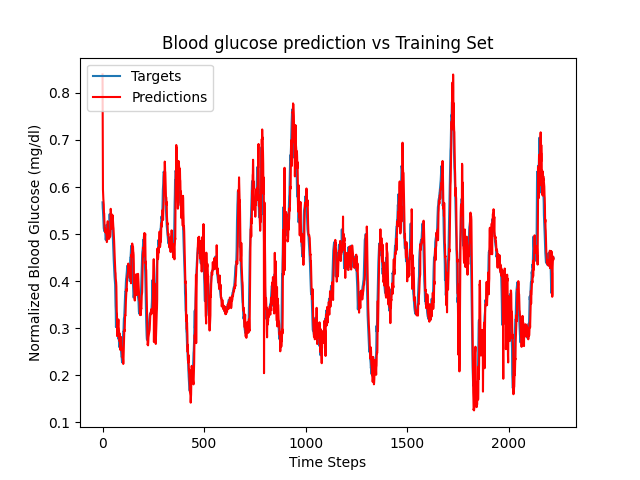 Blood glucose prediction vs Training Set
Targets
Predictions
Normalized Blood Glucose (mg/dl)
0.8
0.7
0.6
0.5
0.4
0.3
0.2
0.1
0 500 1000 1500 2000
Time Steps